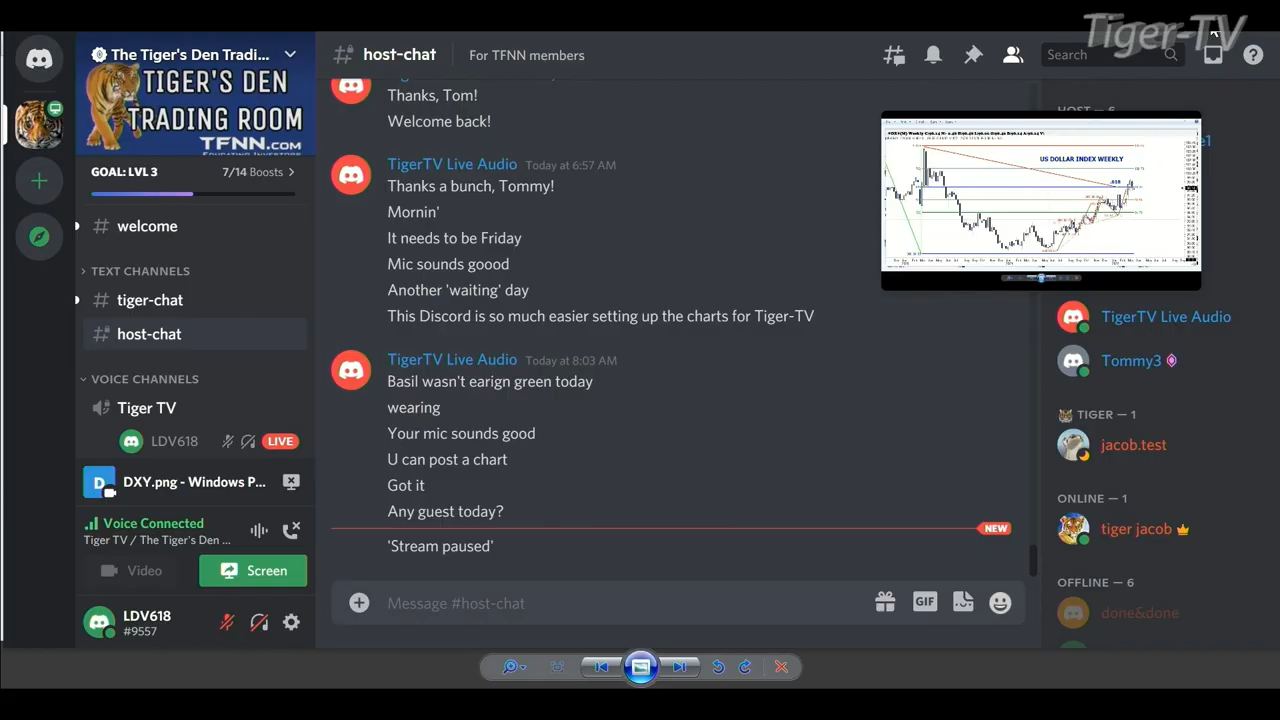 Tiger-TV
The Tiger's Den Tradi...
TIGER'S DEN
TRADING ROOM
EDUCATING INVESTORS
GOAL: LVL 3
7/14 Boosts
welcome
TEXT CHANNELS
tiger-chat
host-chat
VOICE CHANNELS
Tiger TV
LDV618
LIVE
D
DXY.png - Windows P...
Voice Connected
Tiger TV / The Tiger's Den ...
Video
Screen
LDV618
#9557
host-chat
For TFNN members
Search
Thanks, Tom!
Welcome back!
TigerTV Live Audio Today at 6:57 AM
Thanks a bunch, Tommy!
Mornin'
It needs to be Friday
Mic sounds good
Another 'waiting' day
This Discord is so much easier setting up the charts for Tiger-TV
TigerTV Live Audio Today at 8:03 AM
Basil wasn't earign green today
wearing
Your mic sounds good
U can post a chart
Got it
Any guest today?
NEW
'Stream paused'
Message #host-chat
GIF
US DOLLAR INDEX WEEKLY
.618
HOST — 6
TigerTV Live Audio
Tommy3
TIGER — 1
jacob.test
ONLINE — 1
tiger jacob
OFFLINE — 6
done&done